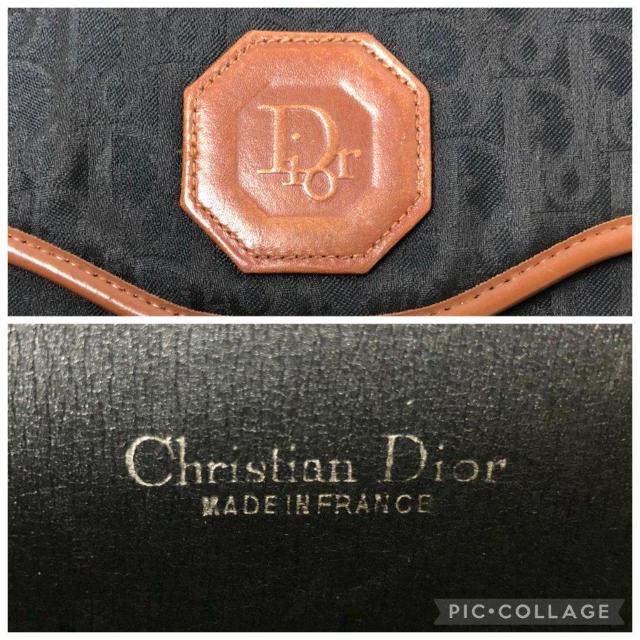 Dior
Christian Dior
MADE IN FRANCE
PIC•COLLAGE